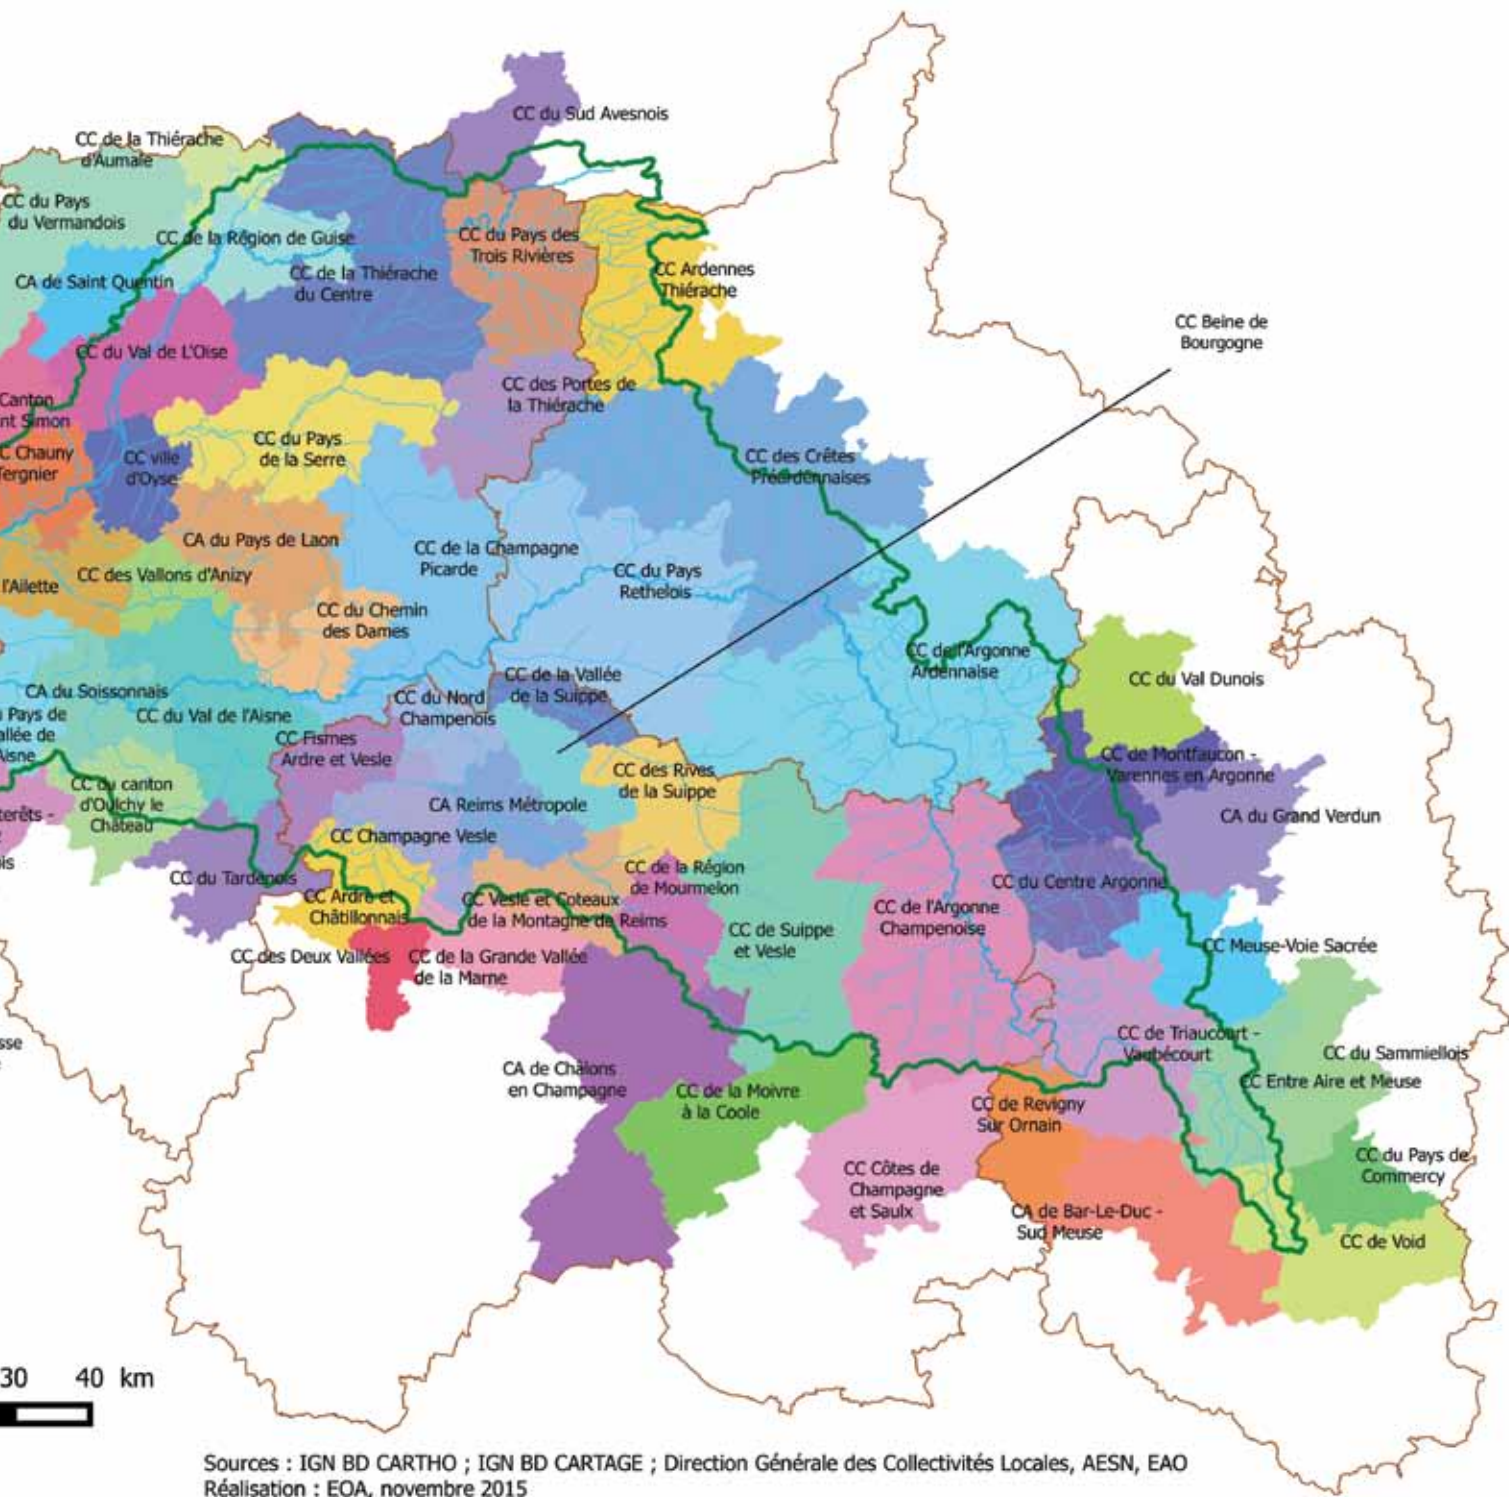 CC du Sud Avesnois
CC de la Thiérache
d'Aumale
CC du Pays
du Vermandois
CC de la Région de Guise
CC du Pays des
Trois Rivières
CA de Saint Quentin
CC de la Thiérache
du Centre
CC Ardennes
Thiérache
CC Beine de
Bourgogne
CC du Val de L'Oise
CC des Portes de
la Thiérache
Canton
nt Simon
C Chauny
Tergnier
CC ville
d'Oyse
CC du Pays
de la Serre
CC des Crêtes
Préardennaises
CA du Pays de Laon
CC de la Champagne
Picarde
CC du Pays
Rethelois
l'Ailette
CC des Vallons d'Anizy
CC du Chemin
des Dames
CC de l'Argonne
Ardennaise
CC du Val Dunois
CA du Soissonnais
CC de la Vallée
de la Suippe
CC du Nord
Champenois
Pays de
allée de
Aisne
CC du Val de l'Aisne
CC Fismes
Ardre et Vesle
CC de Montfaucon -
Varennes en Argonne
CC des Rives
de la Suippe
CC du canton
d'Oulchy le
Château
CA Reims Métropole
CA du Grand Verdun
terêts -
is
CC Champagne Vesle
CC du Tardenois
CC de la Région
de Mourmelon
CC du Centre Argonne
CC Ardre et
Châtillonnais
CC Vesle et Coteaux
de la Montagne de Reims
CC de l'Argonne
Champenoise
CC de Suippe
et Vesle
CC Meuse-Voie Sacrée
CC des Deux Vallées
CC de la Grande Vallée
de la Marne
sse
CC de Triaucourt -
Vaubécourt
CC du Sammiellois
CA de Châlons
en Champagne
CC Entre Aire et Meuse
CC de la Moivre
à la Coole
CC de Revigny
Sur Ornain
CC du Pays de
Commercy
CC Côtes de
Champagne
et Saulx
CA de Bar-Le-Duc -
Sud Meuse
CC de Void
30 40 km
Sources : IGN BD CARTHO ; IGN BD CARTAGE ; Direction Générale des Collectivités Locales, AESN, EAO
Réalisation : EOA, novembre 2015